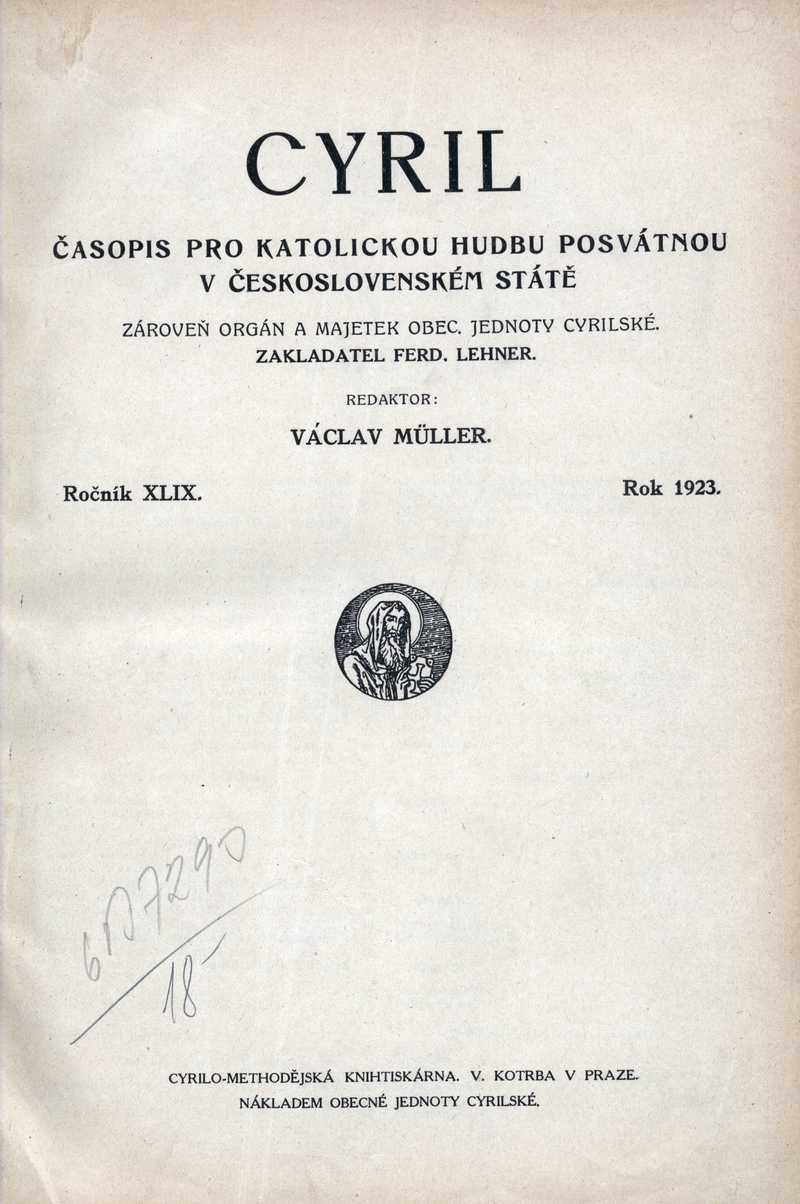 CYRIL
ČASOPIS PRO KATOLICKOU HUDBU POSVÁTNOU
V ČESKOSLOVENSKÉM STÁTĚ
ZÁROVEŇ ORGÁN A MAJETEK OBEC. JEDNOTY CYRILSKÉ.
ZAKLADATEL FERD. LEHNER.
REDAKTOR:
VÁCLAV MÜLLER.
Ročník XLIX. Rok 1923.
18
CYRILO-METHODĚJSKÁ KNIHTISKÁRNA. V. KOTRBA V PRAZE.
NÁKLADEM OBECNÉ JEDNOTY CYRILSKÉ.